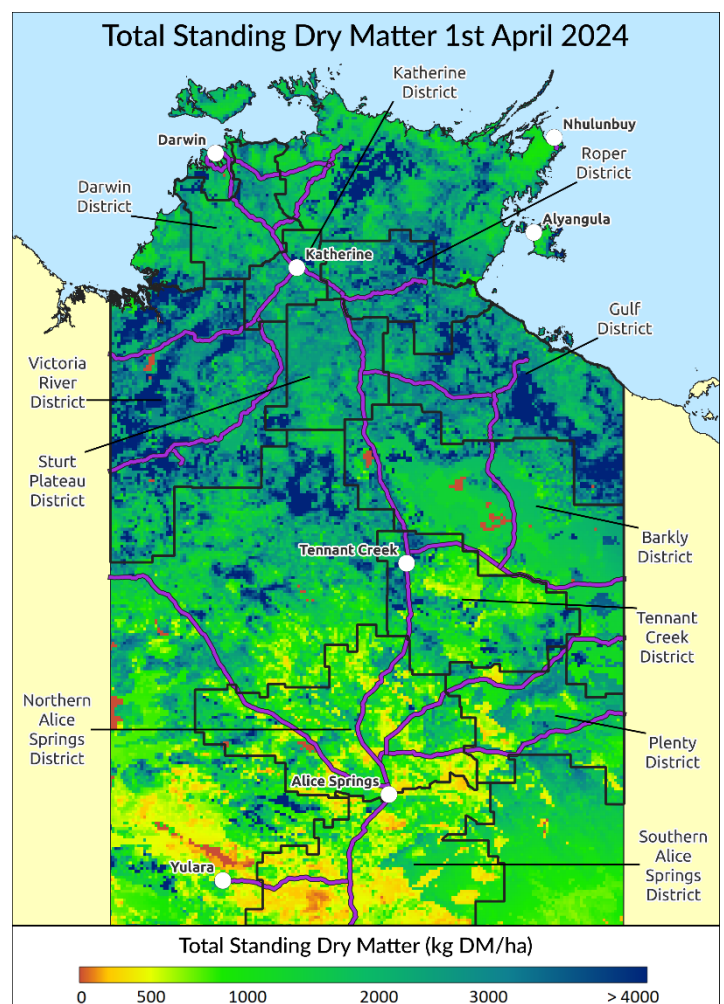 Total Standing Dry Matter 1st April 2024
Katherine
District
Darwin
Nhulunbuy
Roper
District
Darwin
District
Alyangula
Katherine
Gulf
District
Victoria
River
District
Sturt
Plateau
District
Barkly
District
Tennant Creek
Tennant
Creek
District
Northern
Alice
Springs
District
Plenty
District
Alice Springs
Southern
Alice
Springs
District
Yulara
Total Standing Dry Matter (kg DM/ha)
0 500 1000 2000 3000 > 4000